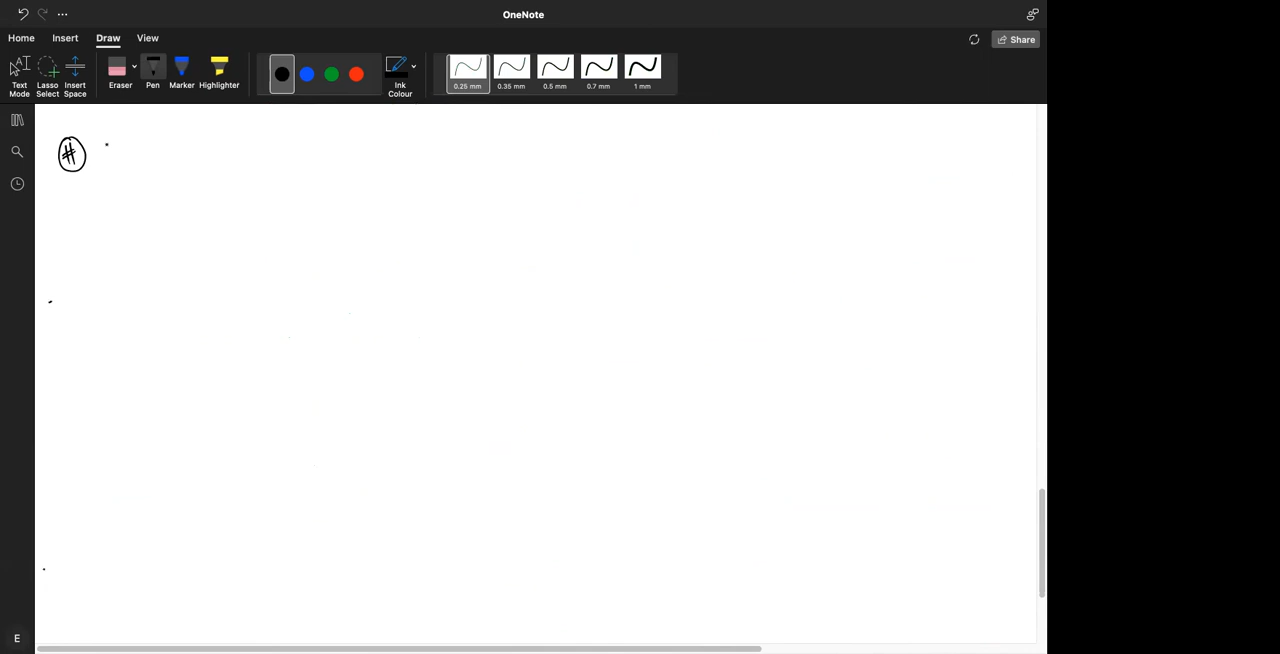 OneNote
Home Insert Draw View
Share
Text Mode
Lasso Select
Insert Space
Eraser
Pen
Marker
Highlighter
Ink Colour
0.25 mm 0.35 mm 0.5 mm 0.7 mm 1 mm
#
E